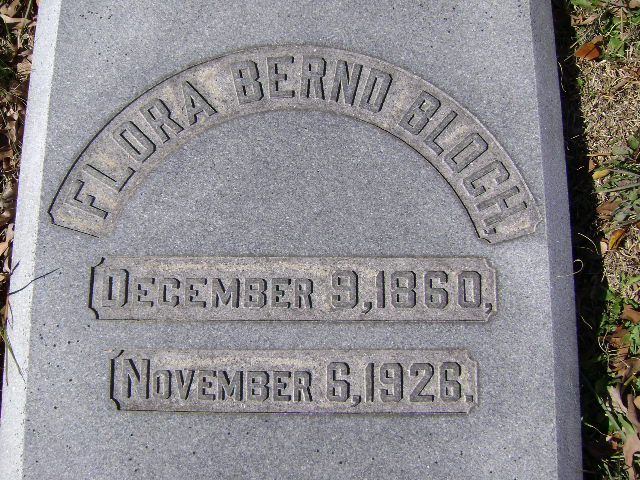 FLORA BERND BLOCH,
DECEMBER 9,1860,
NOVEMBER 6,1926.